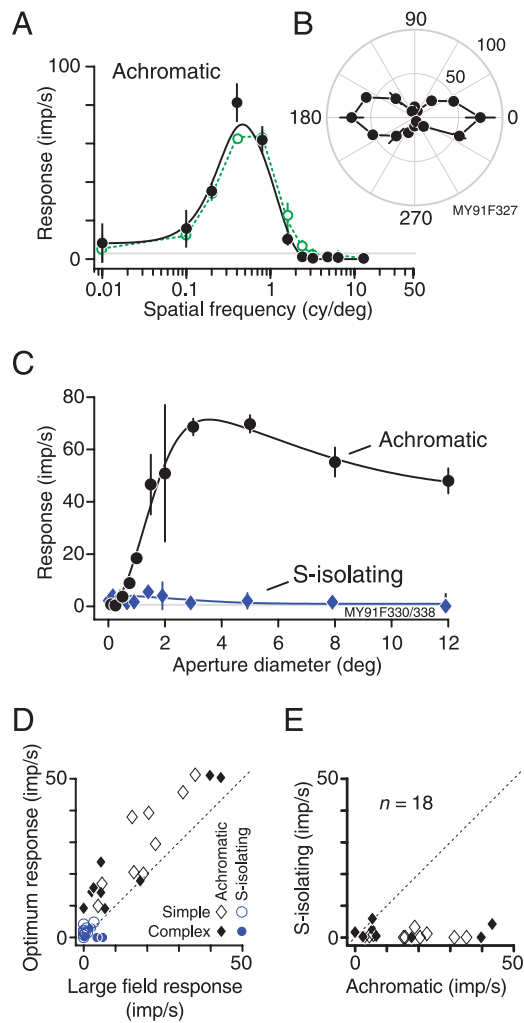 A
Achromatic
100
0
Response (imp/s)
0.01
0.1
1
10
50
Spatial frequency (cy/deg)
B
90
100
50
180
0
270
MY91F327
C
80
60
40
20
0
Response (imp/s)
Achromatic
S-isolating
MY91F330/338
0
2
4
6
8
10
12
Aperture diameter (deg)
D
50
0
Optimum response (imp/s)
Achromatic
S-isolating
Simple
Complex
0
50
Large field response
(imp/s)
E
50
0
S-isolating (imp/s)
n = 18
0
50
Achromatic (imp/s)